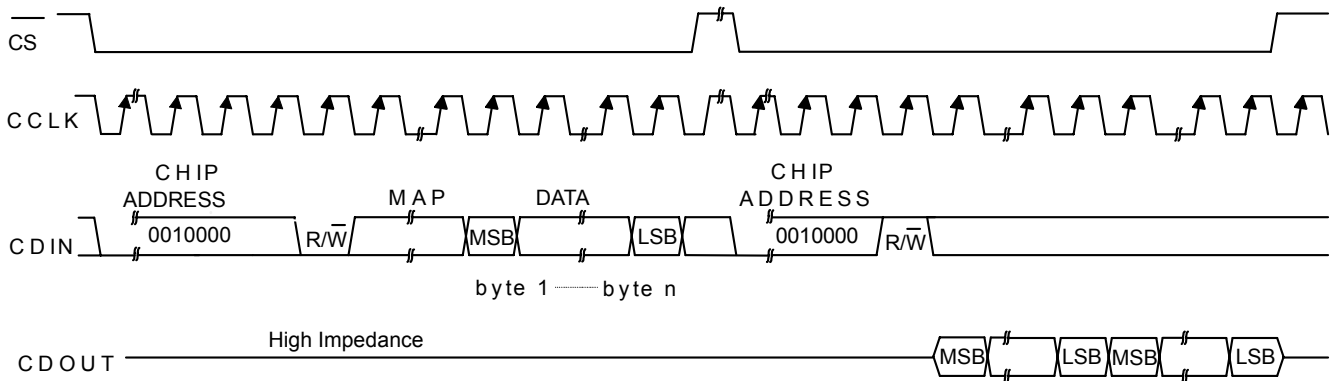 CS
CCLK
CHIP ADDRESS
MAP
DATA
CHIP ADDRESS
CDIN
0010000
R/W
MSB
LSB
0010000
R/W
byte 1 byte n
High Impedance
CDOUT
MSB
LSB
MSB
LSB